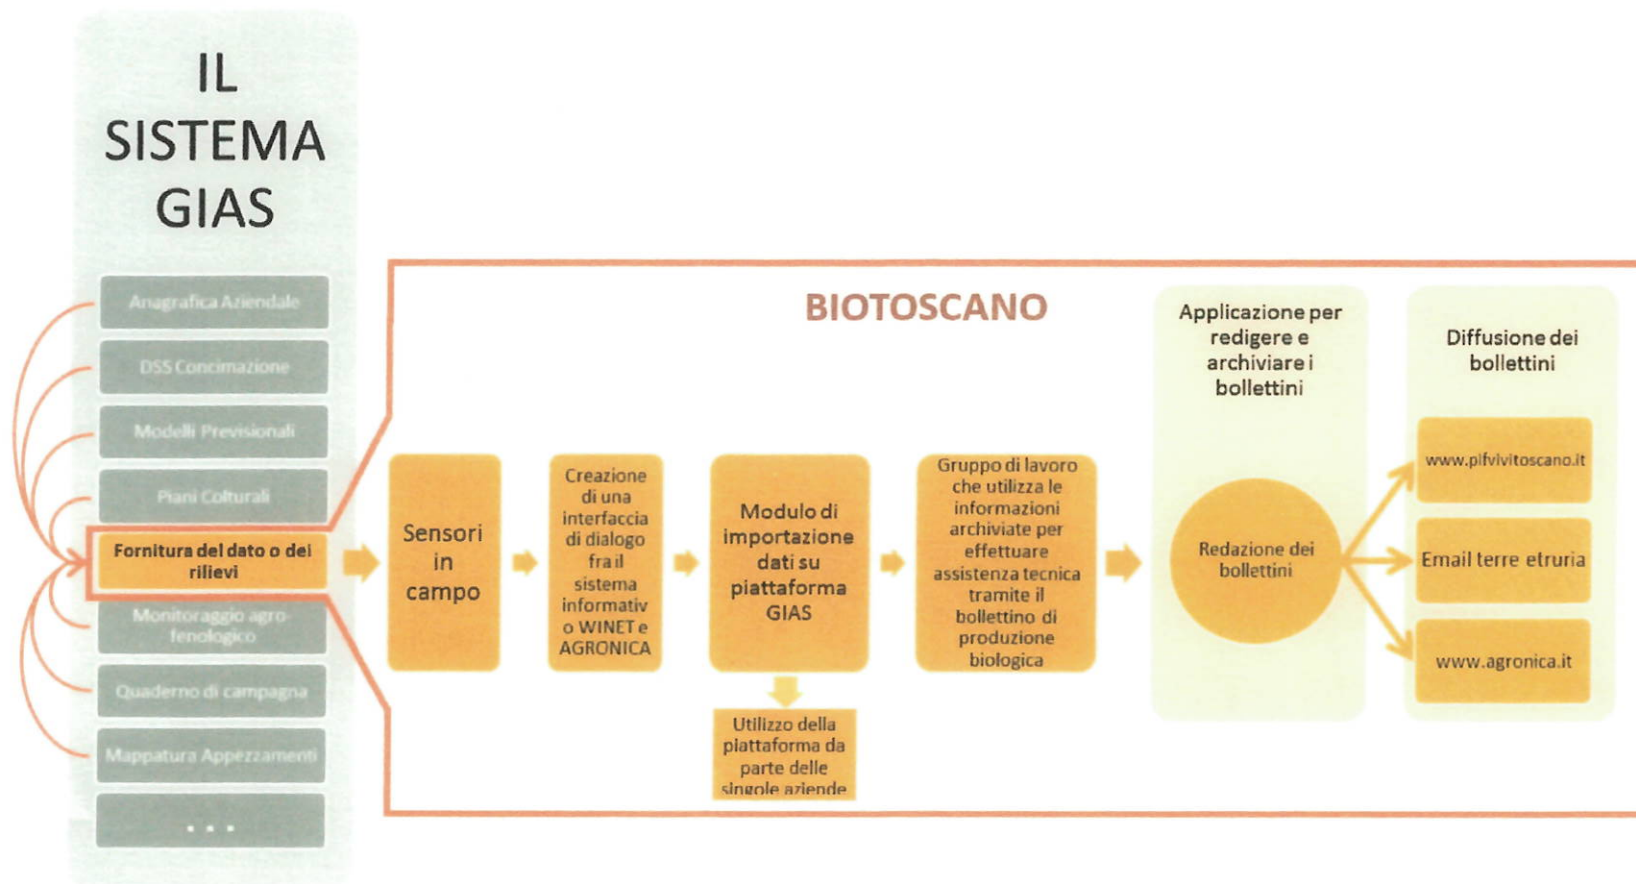 IL
SISTEMA
GIAS
Anagrafica Aziendale
DSS Concimazione
Modelli Previsionali
Piani Colturali
Fornitura del dato o dei
rilievi
Monitoraggio agro-
fenologico
Quaderno di campagna
Mappatura Appezzamenti
...
BIOTOSCANO
Sensori
in
campo
Creazione
di una
interfaccia
di dialogo
fra il
sistema
informativ
o WINET e
AGRONICA
Modulo di
importazione
dati su
piattaforma
GIAS
Utilizzo della
piattaforma da
parte delle
singole aziende
Gruppo di lavoro
che utilizza le
informazioni
archiviate per
effettuare
assistenza tecnica
tramite il
bollettino di
produzione
biologica
Applicazione per
redigere e
archiviare i
bollettini
Redazione dei
bollettini
Diffusione dei
bollettini
www.pifvivitoscano.it
Email terre etruria
www.agronica.it